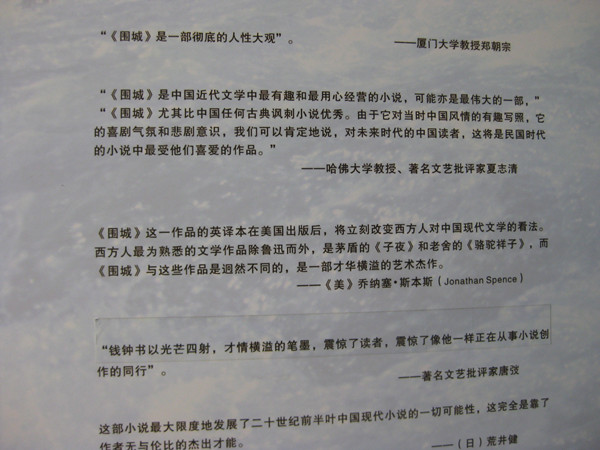 “《围城》是一部彻底的人性大观”。
——厦门大学教授郑朝宗
“《围城》是中国近代文学中最有趣和最用心经营的小说，可能亦是最伟大的一部，”
“《围城》尤其比中国任何古典讽刺小说优秀。由于它对当时中国风情的有趣写照，它
的喜剧气氛和悲剧意识，我们可以肯定地说，对未来时代的中国读者，这将是民国时代
的小说中最受他们喜爱的作品。”
——哈佛大学教授、著名文艺批评家夏志清
《围城》这一作品的英译本在美国出版后，将立刻改变西方人对中国现代文学的看法。
西方人最为熟悉的文学作品除鲁迅而外，是茅盾的《子夜》和老舍的《骆驼祥子》，而
《围城》与这些作品是迥然不同的，是一部才华横溢的艺术杰作。
——《美》乔纳塞·斯本斯（Jonathan Spence）
“钱钟书以光芒四射，才情横溢的笔墨，震惊了读者，震惊了像他一样正在从事小说创
作的同行”。
——著名文艺批评家唐弢
这部小说最大限度地发展了二十世纪前半叶中国现代小说的一切可能性，这完全是靠了
作者无与伦比的杰出才能。
——（日）荒井健